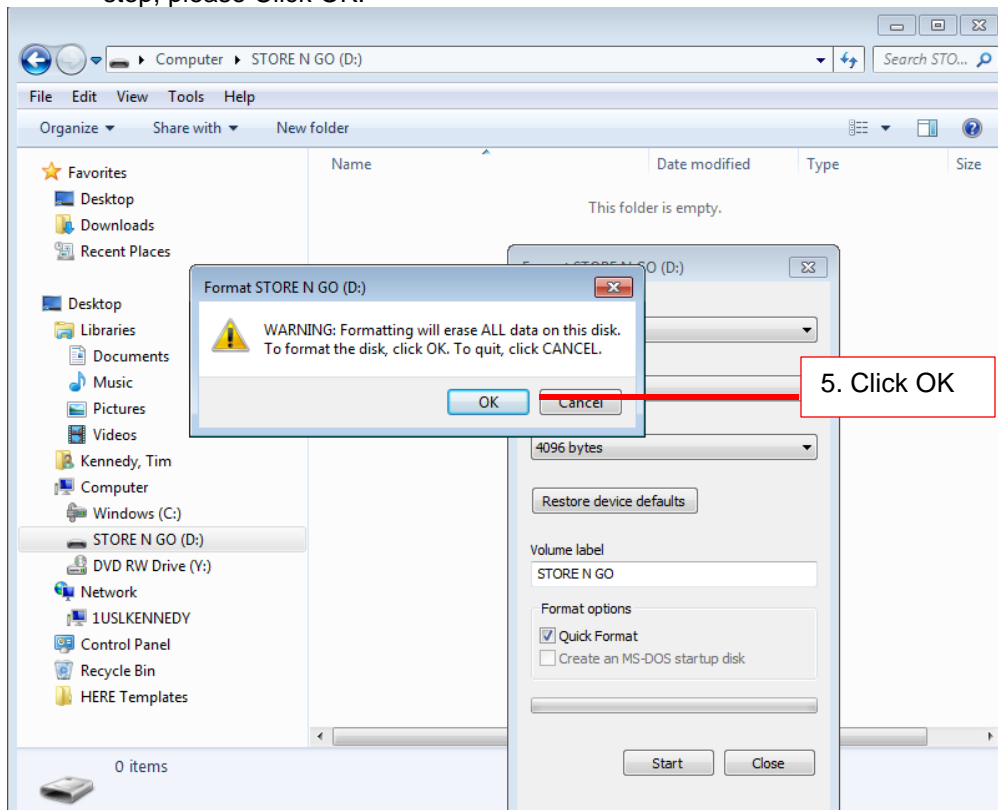 step, please Click OK.
Computer STORE N GO (D:)
Search STO...
File Edit View Tools Help
Organize Share with New folder
Name Date modified Type Size
This folder is empty.
Favorites
Desktop
Downloads
Recent Places
Desktop
Libraries
Documents
Music
Pictures
Videos
Kennedy, Tim
Computer
Windows (C:)
STORE N GO (D:)
DVD RW Drive (Y:)
Network
1USLKENNEDY
Control Panel
Recycle Bin
HERE Templates
0 items
GO (D:)
Format STORE N GO (D:)
WARNING: Formatting will erase ALL data on this disk.
To format the disk, click OK. To quit, click CANCEL.
OK Cancel
5. Click OK
4096 bytes
Restore device defaults
Volume label
STORE N GO
Format options
Quick Format
Create an MS-DOS startup disk
Start Close